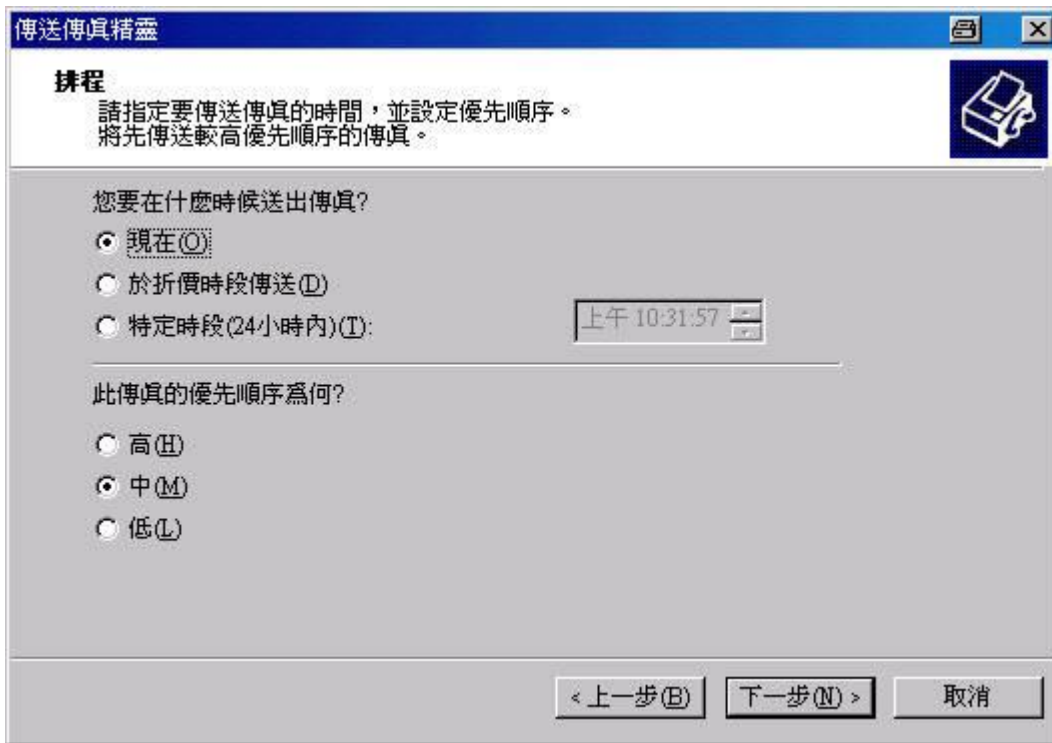 傳送傳真精靈
排程
請指定要傳送傳真的時間，並設定優先順序。
將先傳送較高優先順序的傳真。
您要在什麼時候送出傳真?
現在(O)
於折價時段傳送(D)
特定時段(24小時內)(T):
上午 10:31:57
此傳真的優先順序為何?
高(H)
中(M)
低(L)
<上一步(B)
下一步(N)>
取消